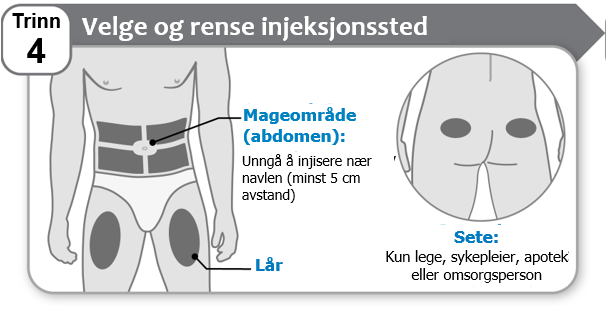 Trinn
4
Velge og rense injeksjonssted
Mageområde
(abdomen):
Unngå å injisere nær
navlen (minst 5 cm
avstand)
Lår
Sete:
Kun lege, sykepleier, apotek
eller omsorgsperson